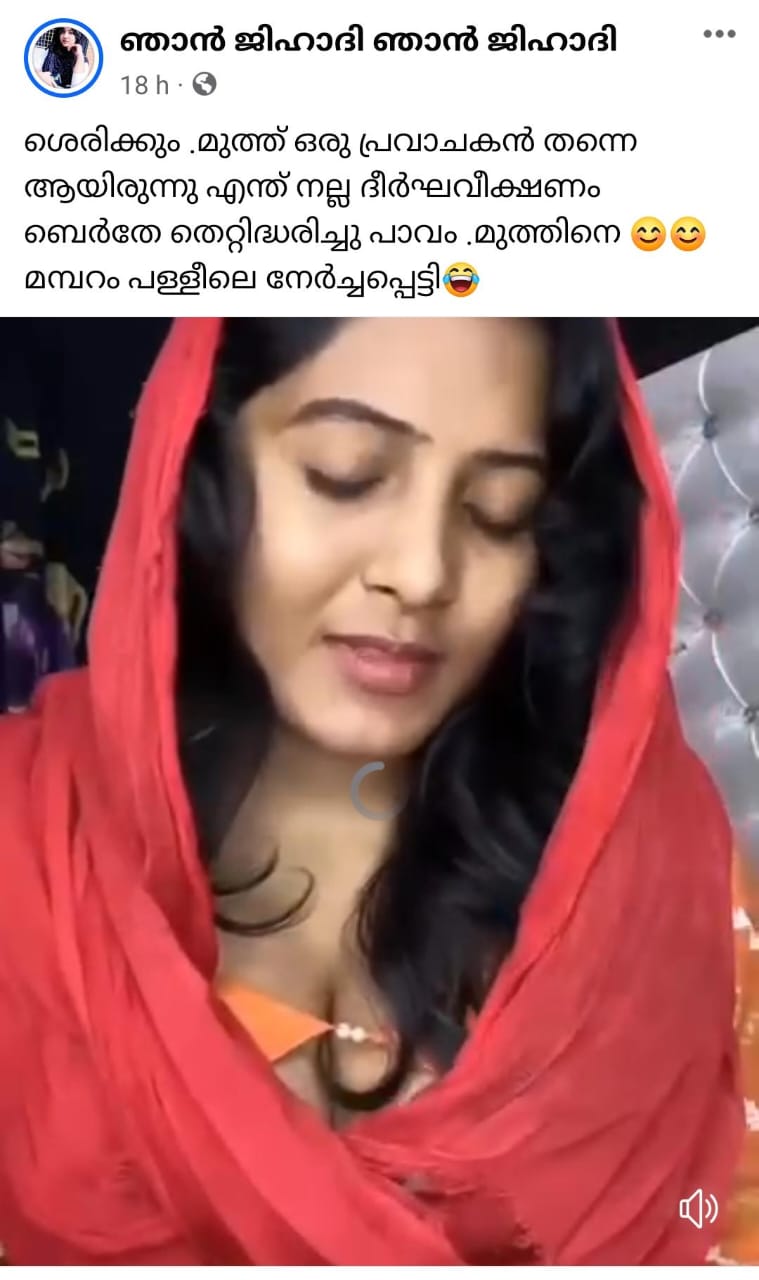 ഞാൻ ജിഹാദി ഞാൻ ജിഹാദി
18 h ·
ശെരിക്കും .മുത്ത് ഒരു പ്രവാചകൻ തന്നെ
ആയിരുന്നു എന്ത് നല്ല ദീർഘവീക്ഷണം
ബെർതേ തെറ്റിദ്ധരിച്ചു പാവം .മുത്തിനെ 😊😊
മമ്പറം പള്ളീലെ നേർച്ചപ്പെട്ടി😂